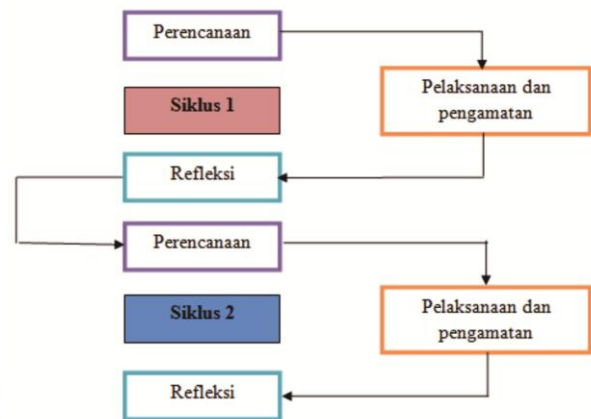 Perencanaan
Pelaksanaan dan
pengamatan
Siklus 1
Refleksi
Perencanaan
Pelaksanaan dan
pengamatan
Siklus 2
Refleksi